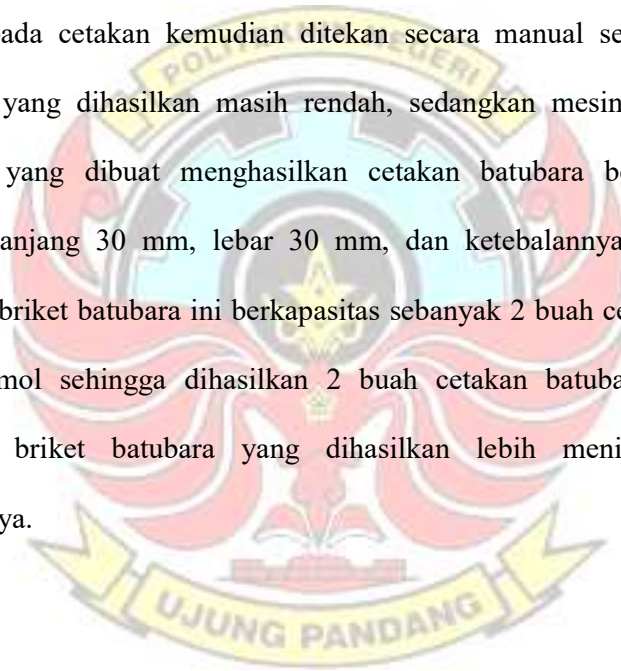 ada cetakan kemudian ditekan secara manual se
POLITEKNIK NEGERI
yang dihasilkan masih rendah, sedangkan mesin
yang dibuat menghasilkan cetakan batubara b
anjang 30 mm, lebar 30 mm, dan ketebalannya
briket batubara ini berkapasitas sebanyak 2 buah c
mol sehingga dihasilkan 2 buah cetakan batuba
briket batubara yang dihasilkan lebih meni
ya.
UJUNG PANDANG